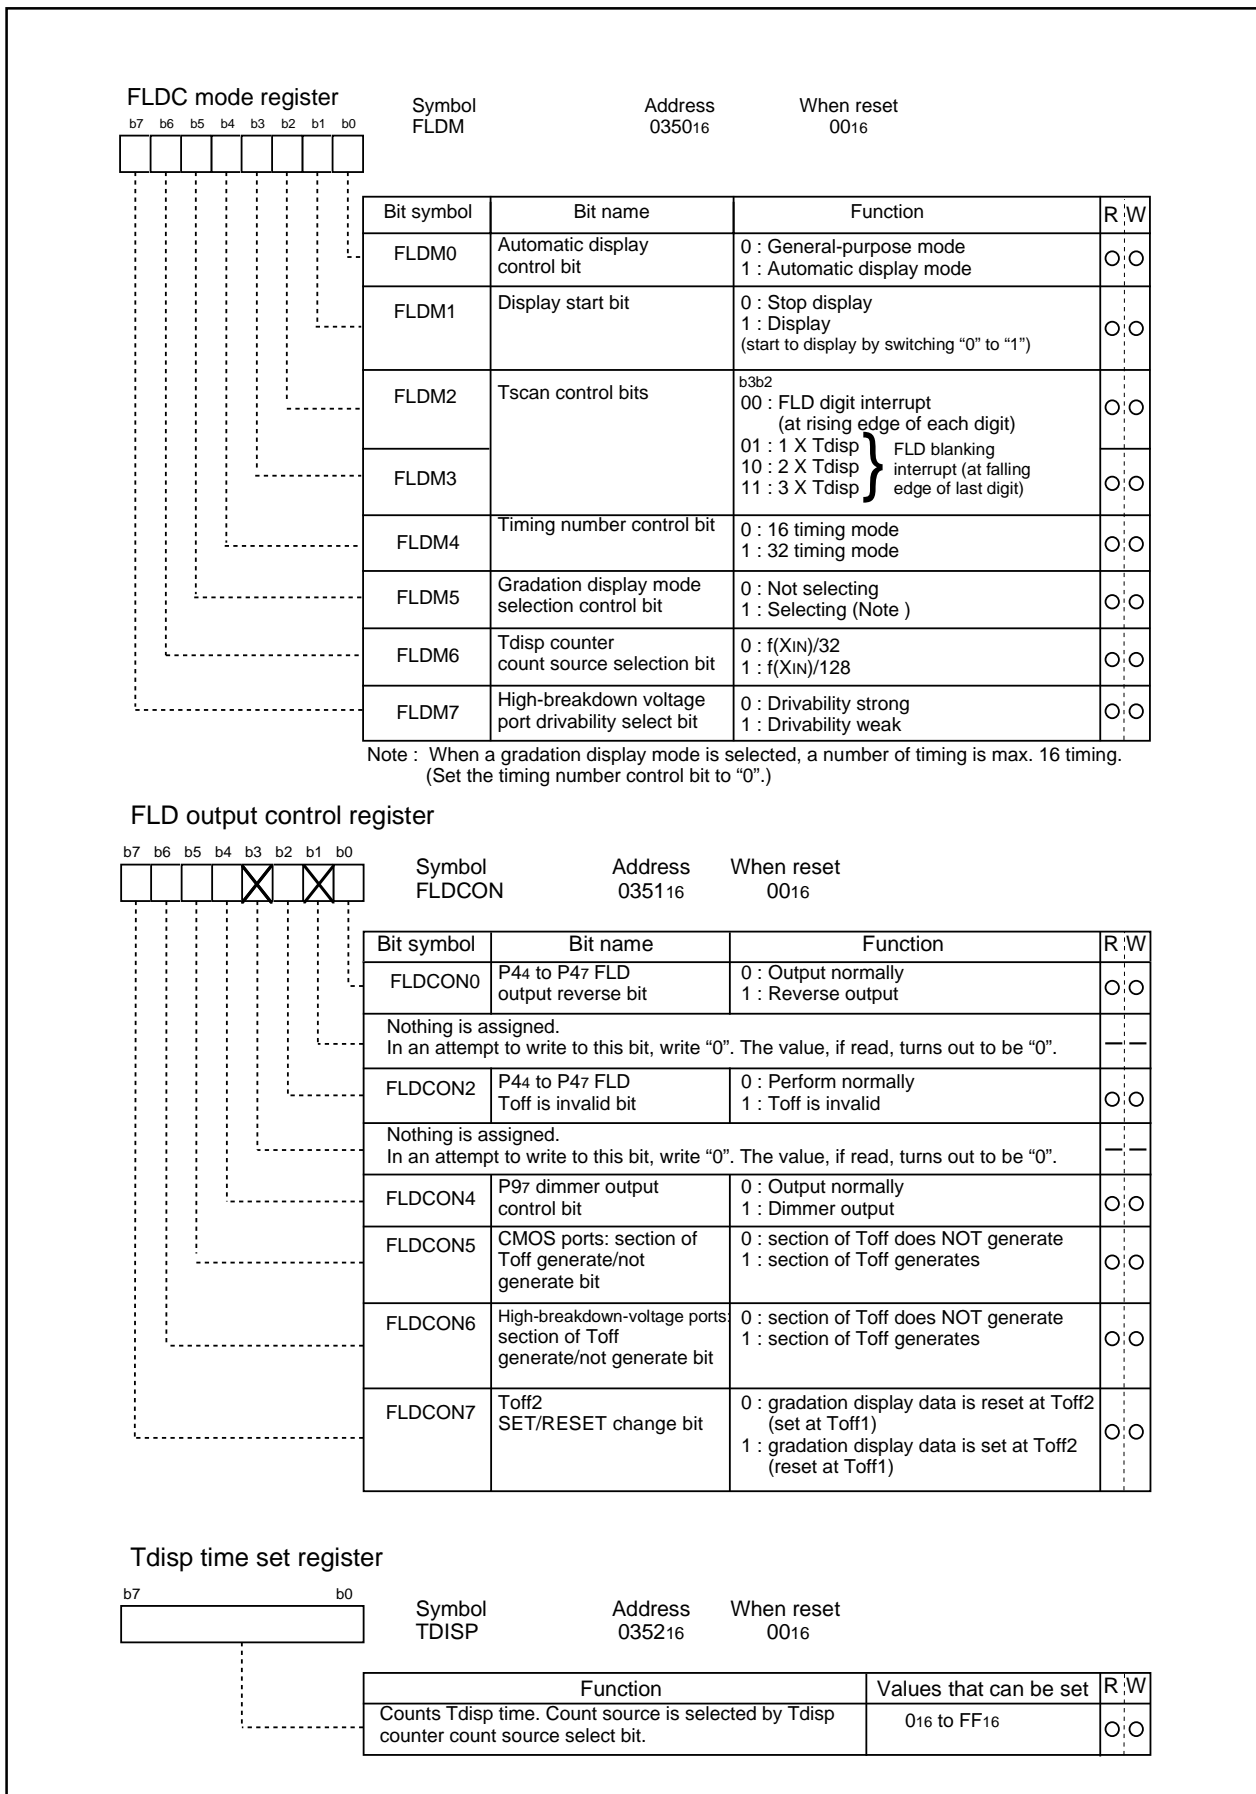 FLDC mode register
Symbol Address When reset
b7 b6 b5 b4 b3 b2 b1 b0
FLDM 035016 0016
Bit symbol Bit name Function R W
FLDM0 Automatic display control bit 0 : General-purpose mode
1 : Automatic display mode
FLDM1 Display start bit 0 : Stop display
1 : Display
(start to display by switching “0” to “1”)
FLDM2 Tscan control bits b3b2
00 : FLD digit interrupt
(at rising edge of each digit)
01 : 1 X Tdisp
10 : 2 X Tdisp
11 : 3 X Tdisp
} FLD blanking
interrupt (at falling
edge of last digit)
FLDM3
FLDM4 Timing number control bit 0 : 16 timing mode
1 : 32 timing mode
FLDM5 Gradation display mode
selection control bit
0 : Not selecting
1 : Selecting (Note )
FLDM6 Tdisp counter
count source selection bit
0 : f(XIN)/32
1 : f(XIN)/128
FLDM7 High-breakdown voltage
port drivability select bit
0 : Drivability strong
1 : Drivability weak
Note : When a gradation display mode is selected, a number of timing is max. 16 timing.
(Set the timing number control bit to “0”.)
FLD output control register
b7 b6 b5 b4 b3 b2 b1 b0
Symbol Address When reset
FLDCON 035116 0016
Bit symbol Bit name Function R W
FLDCON0 P44 to P47 FLD
output reverse bit
0 : Output normally
1 : Reverse output
Nothing is assigned.
In an attempt to write to this bit, write “0”. The value, if read, turns out to be “0”.
FLDCON2 P44 to P47 FLD
Toff is invalid bit
0 : Perform normally
1 : Toff is invalid
Nothing is assigned.
In an attempt to write to this bit, write “0”. The value, if read, turns out to be “0”.
FLDCON4 P97 dimmer output
control bit
0 : Output normally
1 : Dimmer output
FLDCON5 CMOS ports: section of
Toff generate/not
generate bit
0 : section of Toff does NOT generate
1 : section of Toff generates
FLDCON6 High-breakdown-voltage ports:
section of Toff
generate/not generate bit
0 : section of Toff does NOT generate
1 : section of Toff generates
FLDCON7 Toff2
SET/RESET change bit
0 : gradation display data is reset at Toff2
(set at Toff1)
1 : gradation display data is set at Toff2
(reset at Toff1)
Tdisp time set register
b7 b0
Symbol Address When reset
TDISP 035216 0016
Function Values that can be set R W
Counts Tdisp time. Count source is selected by Tdisp
counter count source select bit.
016 to FF16